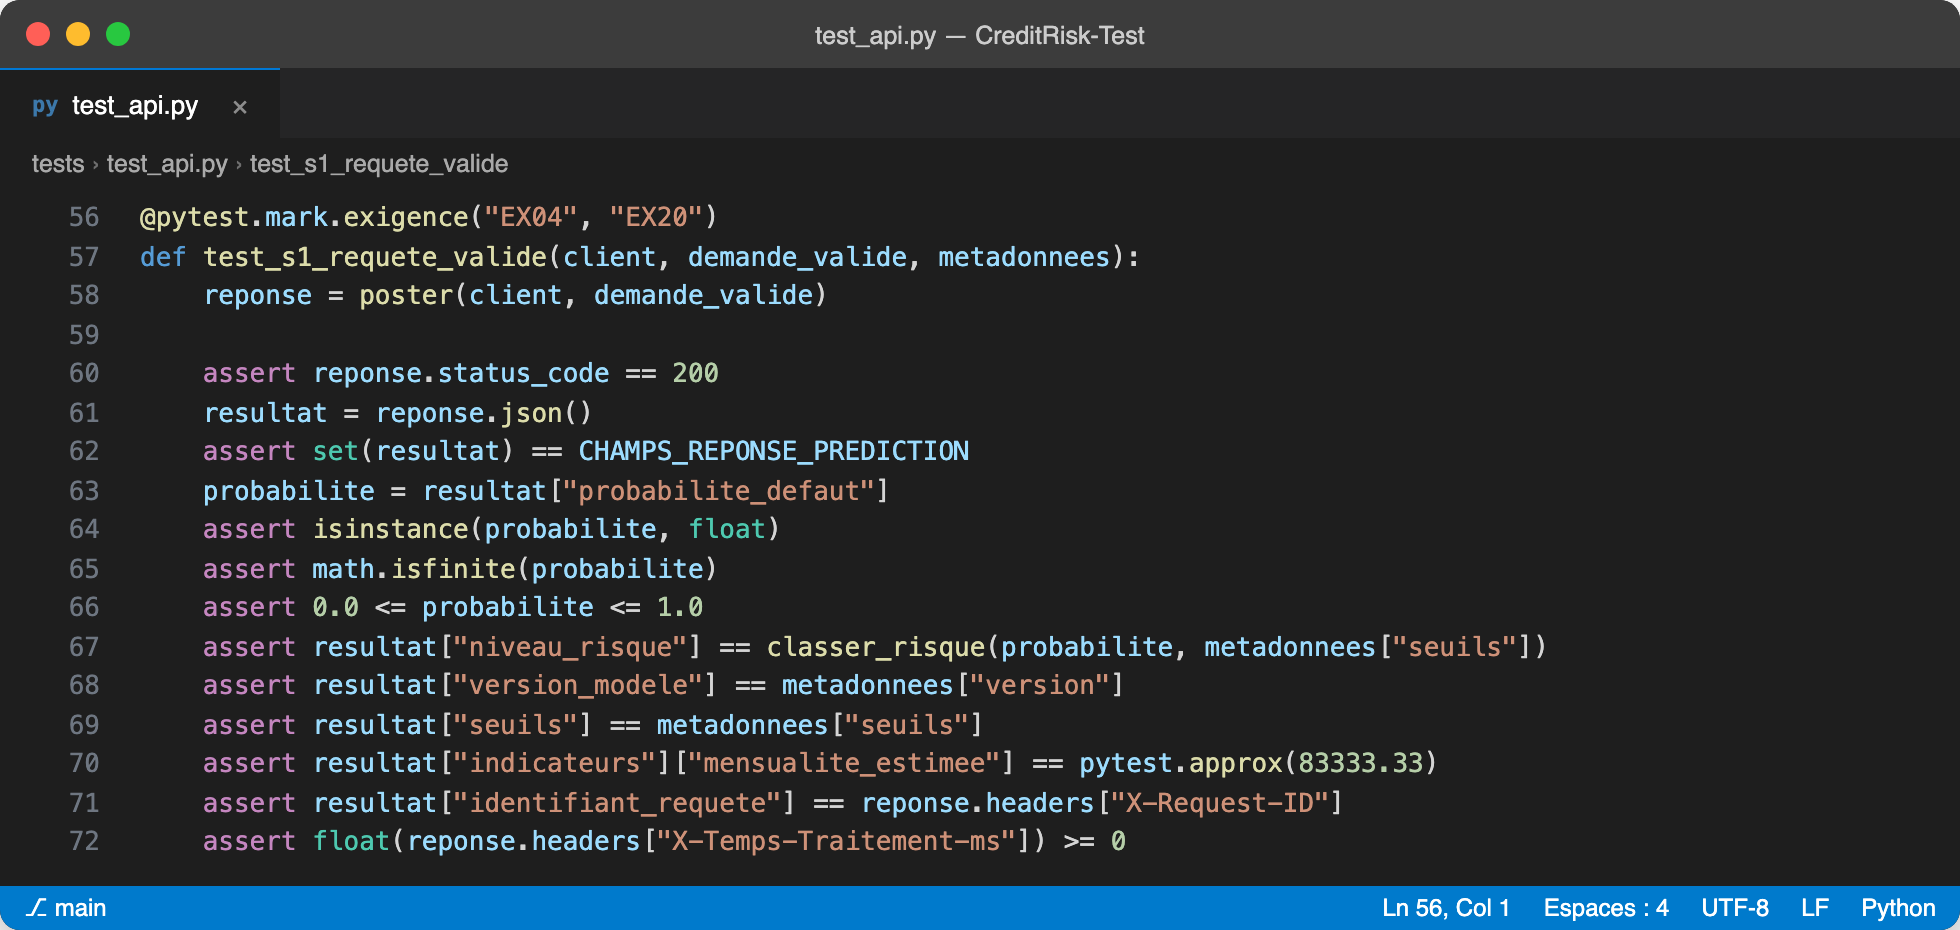 test_api.py — CreditRisk-Test
py test_api.py ×
tests › test_api.py › test_s1_requete_valide
56 @pytest.mark.exigence("EX04", "EX20")
57 def test_s1_requete_valide(client, demande_valide, metadonnees):
58     reponse = poster(client, demande_valide)
59
60     assert reponse.status_code == 200
61     resultat = reponse.json()
62     assert set(resultat) == CHAMPS_REPONSE_PREDICTION
63     probabilite = resultat["probabilite_defaut"]
64     assert isinstance(probabilite, float)
65     assert math.isfinite(probabilite)
66     assert 0.0 <= probabilite <= 1.0
67     assert resultat["niveau_risque"] == classer_risque(probabilite, metadonnees["seuils"])
68     assert resultat["version_modele"] == metadonnees["version"]
69     assert resultat["seuils"] == metadonnees["seuils"]
70     assert resultat["indicateurs"]["mensualite_estimee"] == pytest.approx(83333.33)
71     assert resultat["identifiant_requete"] == reponse.headers["X-Request-ID"]
72     assert float(reponse.headers["X-Temps-Traitement-ms"]) >= 0
main Ln 56, Col 1 Espaces : 4 UTF-8 LF Python